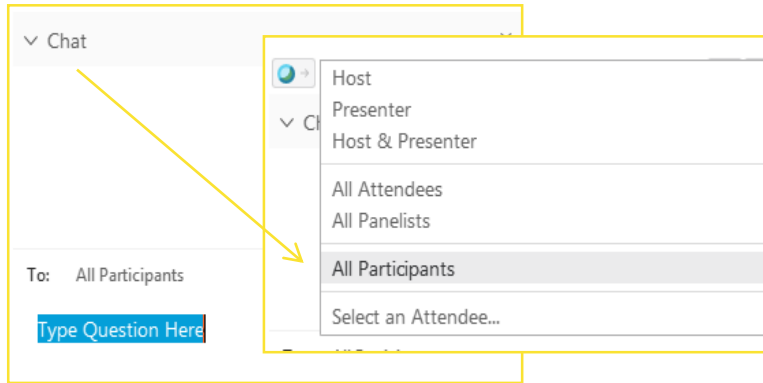 Chat
To: All Participants
Type Question Here
Host
Presenter
Host & Presenter
All Attendees
All Panelists
All Participants
Select an Attendee...